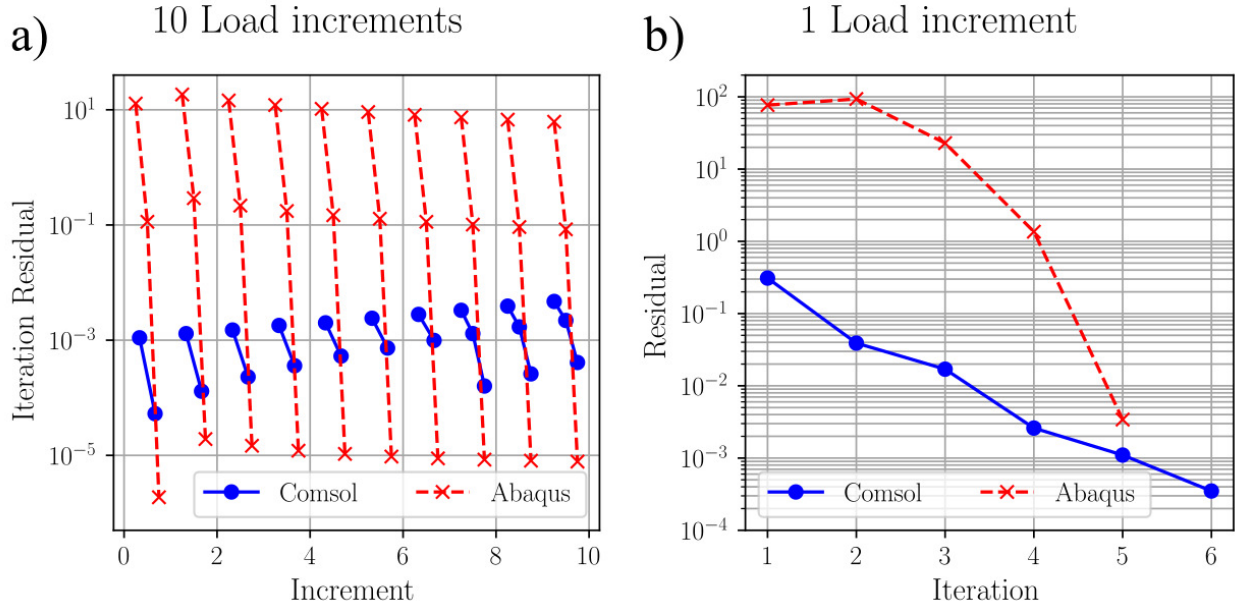 a)
10 Load increments
Iteration Residual
10^1
10^-1
10^-3
10^-5
Comsol
Abaqus
0
2
4
6
8
10
Increment
b)
1 Load increment
Residual
10^2
10^1
10^0
10^-1
10^-2
10^-3
10^-4
Comsol
Abaqus
1
2
3
4
5
6
Iteration